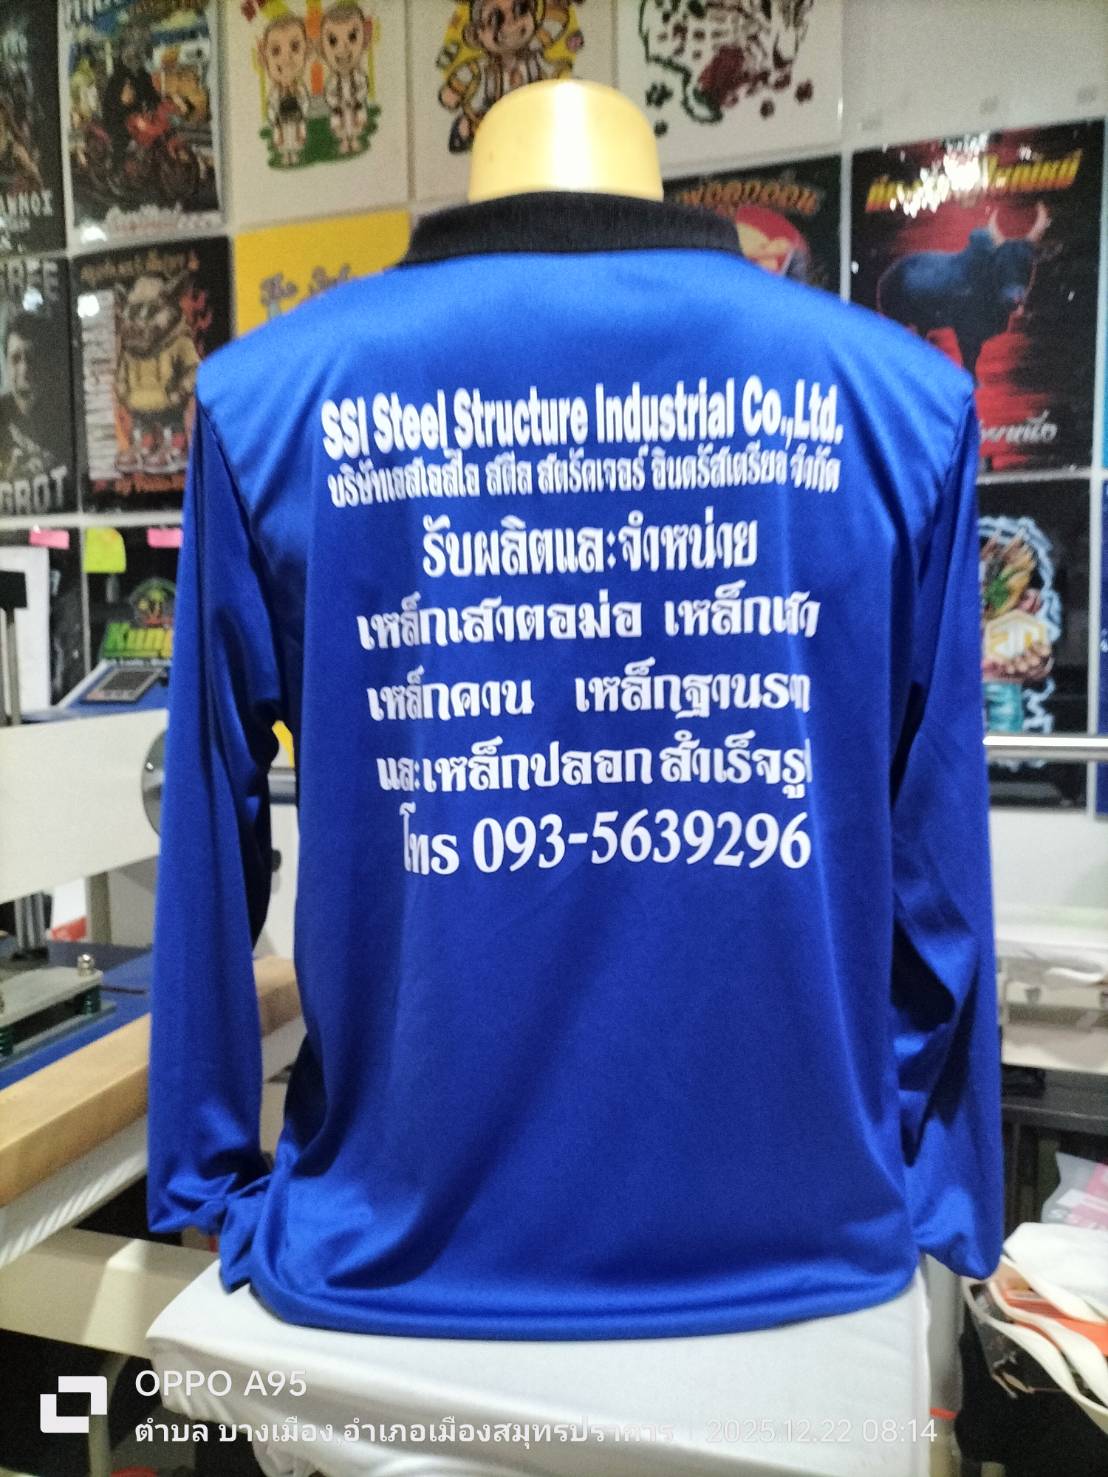 SSI Steel Structure Industrial Co.,Ltd.
บริษัทเอสเอสไอ สตีล สตรัคเจอร์ อินดรัสเตรียล จำกัด
รับผลิตและจำหน่าย
เหล็กเสาตอม่อ เหล็กเสา
เหล็กคาน เหล็กฐานราก
และเหล็กปลอกสำเร็จรูป
โทร 093-5639296
OPPO A95
ตำบล บางเมือง,อำเภอเมืองสมุทรปราการ | 2025.12.22 08:14